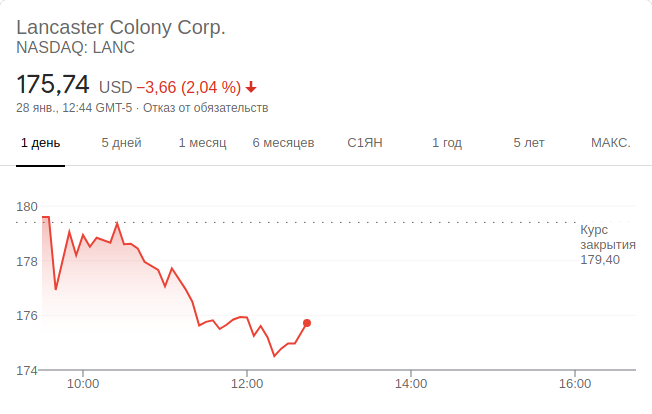 Lancaster Colony Corp.
NASDAQ: LANC
175,74 USD −3,66 (2,04 %)
28 янв., 12:44 GMT-5 · Отказ от обязательств
1 день 5 дней 1 месяц 6 месяцев С1ЯН 1 год 5 лет МАКС.
180
Курс
закрытия
179,40
178
176
174
10:00 12:00 14:00 16:00